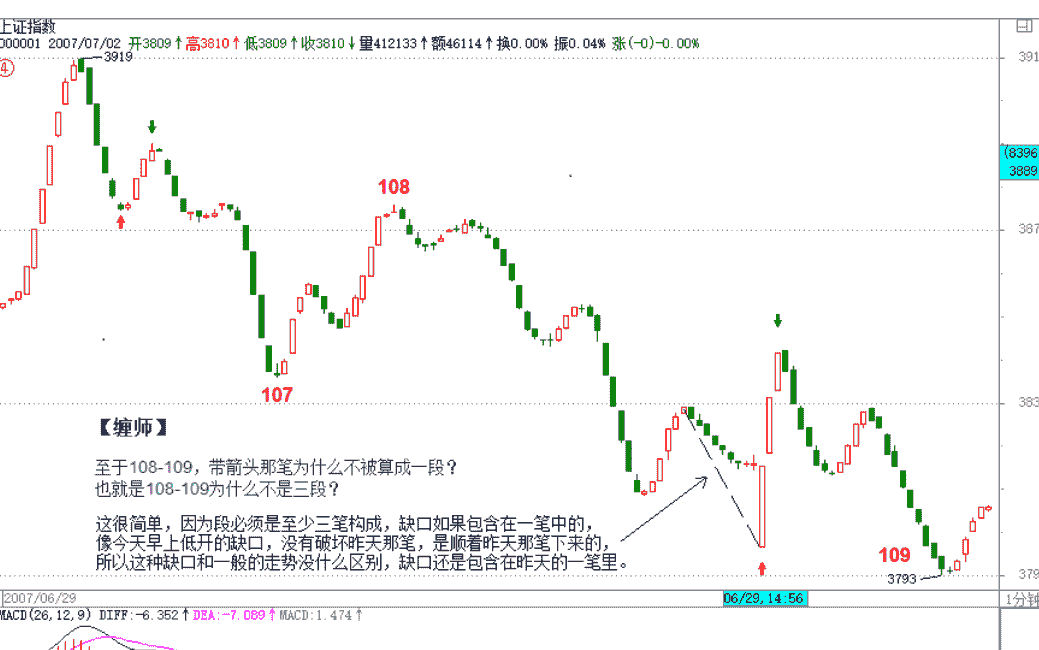 上证指数
000001 2007/07/02 开3809↑高3810↑低3809↑收3810↓量412133↑额46114↑换0.00% 振0.04% 涨(-0)-0.00%
④
3919
391
(8396
3889
108
387
107
383
【缠师】
至于108-109，带箭头那笔为什么不被算成一段？
也就是108-109为什么不是三段？
这很简单，因为段必须是至少三笔构成，缺口如果包含在一笔中的，
像今天早上低开的缺口，没有破坏昨天那笔，是顺着昨天那笔下来的，
所以这种缺口和一般的走势没什么区别，缺口还是包含在昨天的一笔里。
109
3793
379
2007/06/29
06/29,14:56
1分钟
MACD(26,12,9) DIFF:-6.352↑ DEA:-7.089↑ MACD:1.474↑